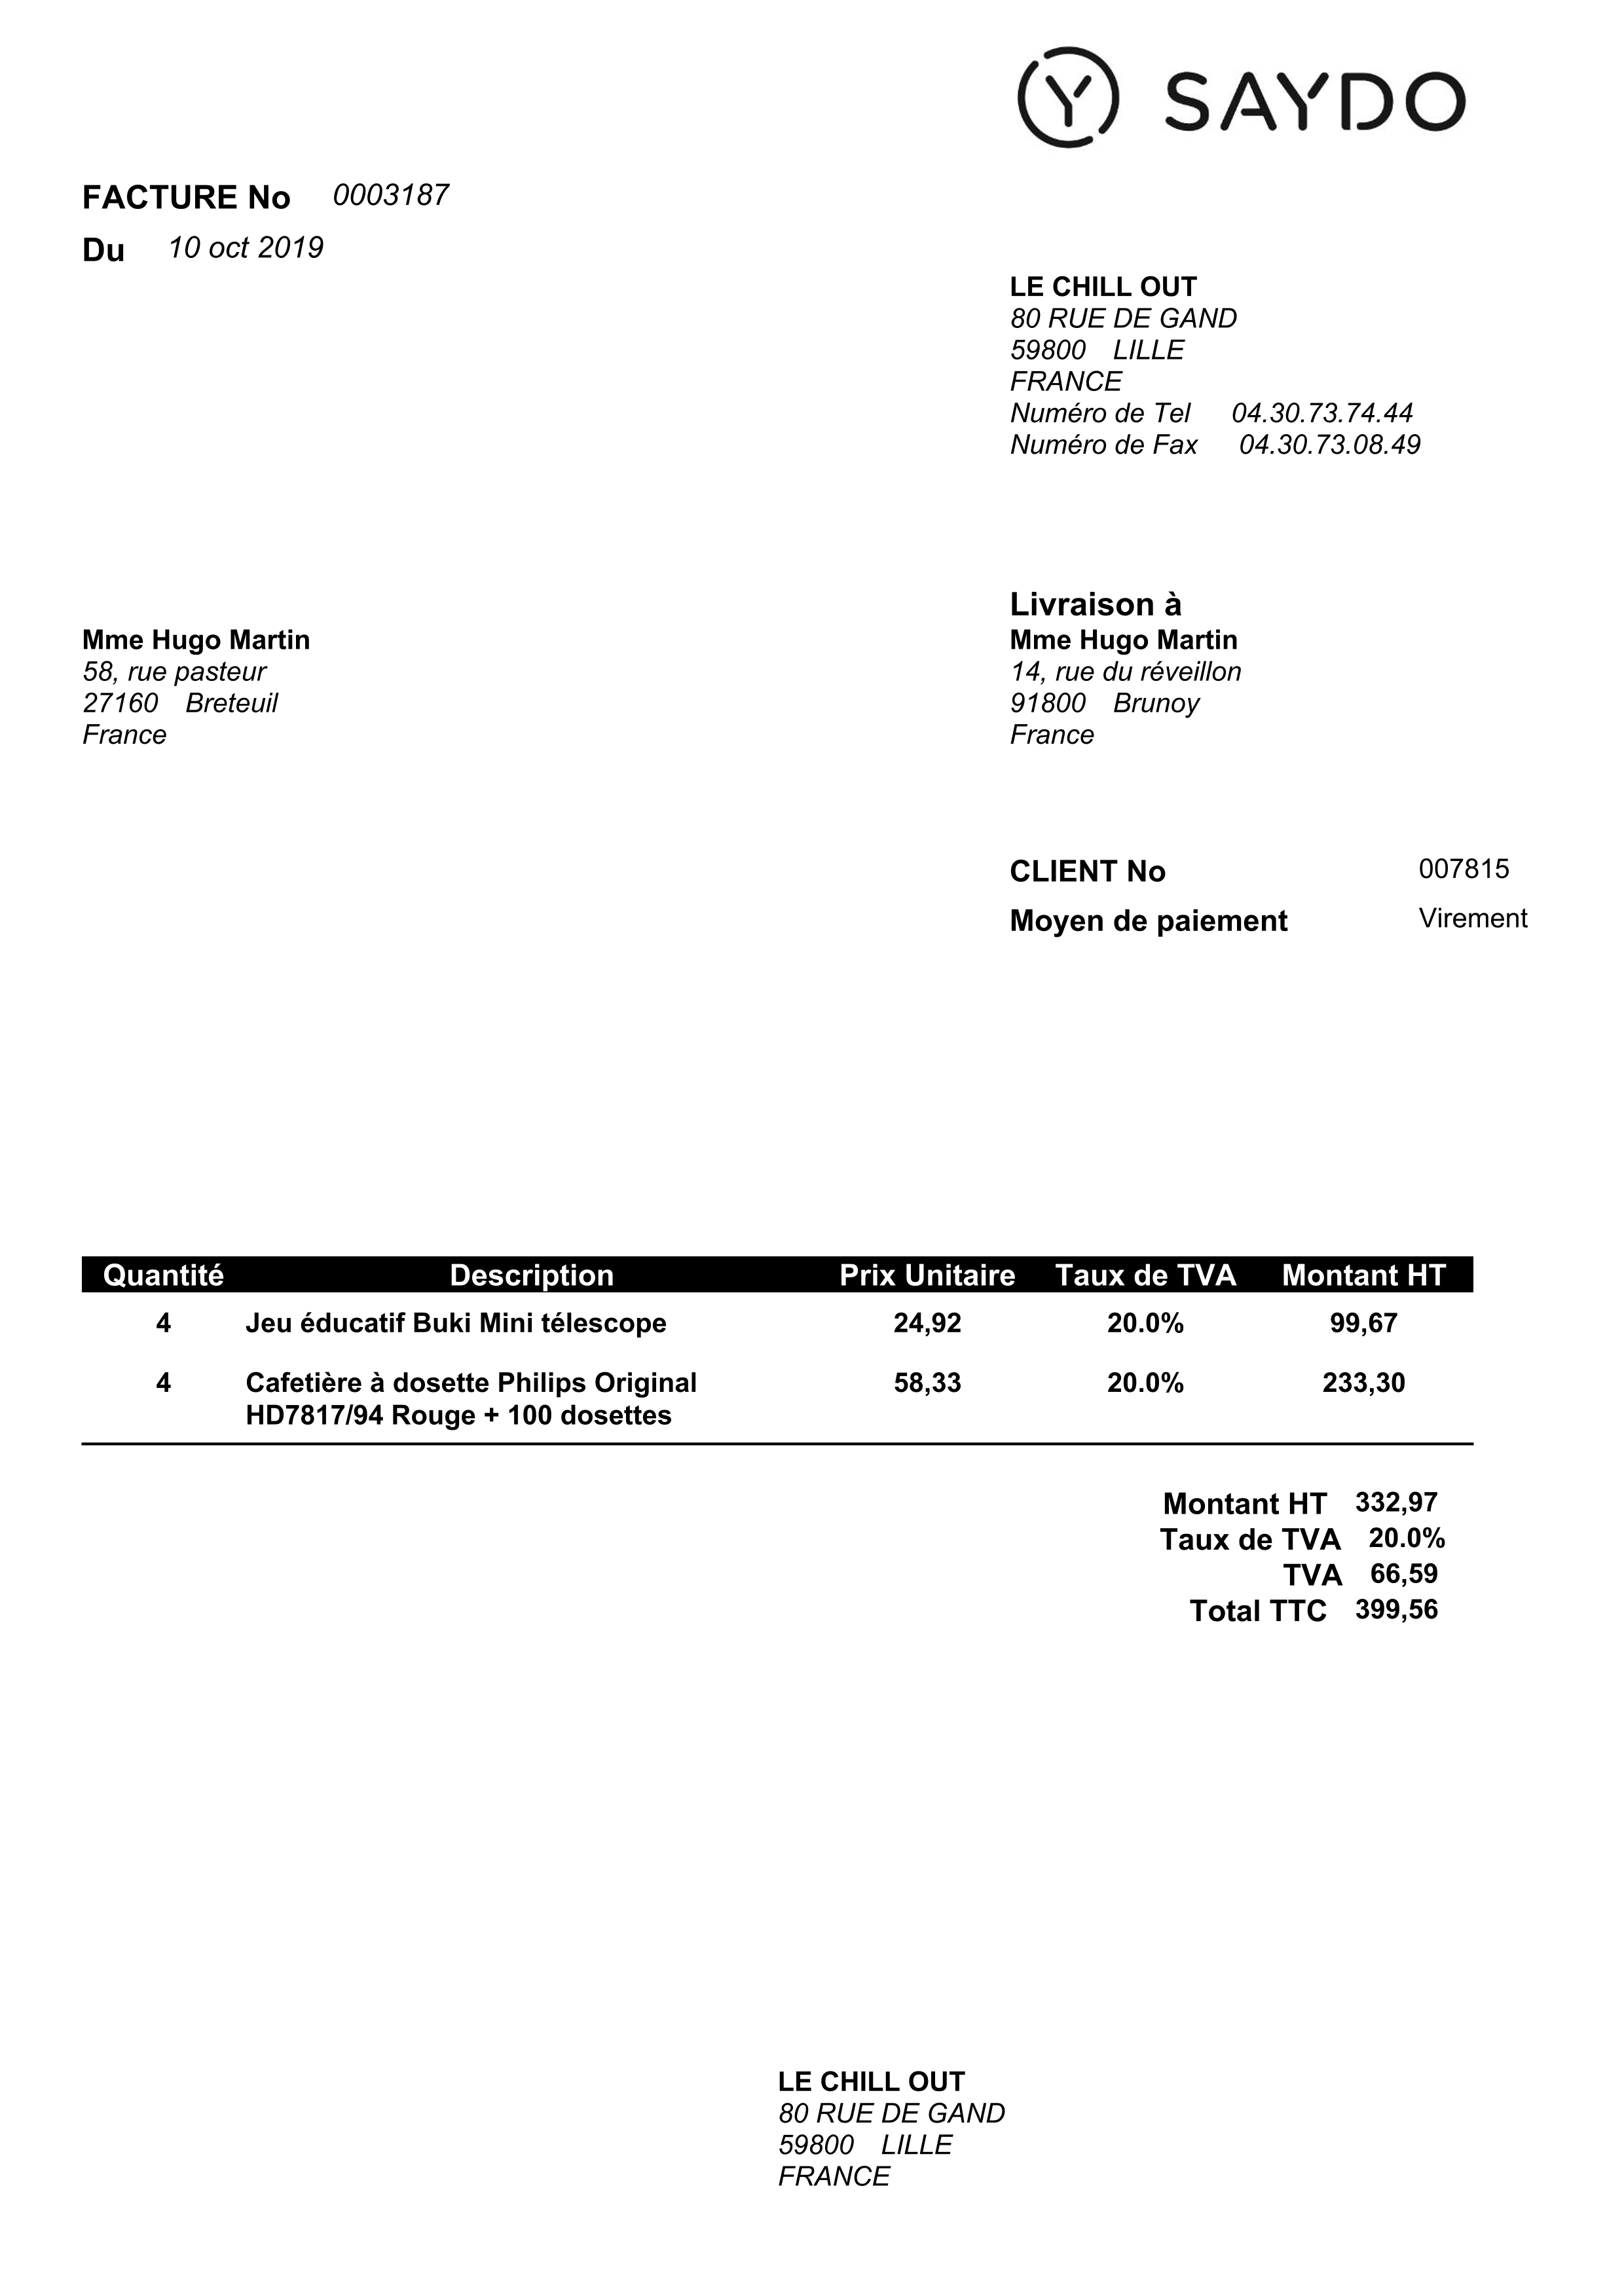 SAYDO
FACTURE No 0003187
Du 10 oct 2019
LE CHILL OUT
80 RUE DE GAND
59800 LILLE
FRANCE
Numéro de Tel 04.30.73.74.44
Numéro de Fax 04.30.73.08.49
Mme Hugo Martin
58, rue pasteur
27160 Breteuil
France
Livraison à
Mme Hugo Martin
14, rue du réveillon
91800 Brunoy
France
CLIENT No 007815
Moyen de paiement Virement
Quantité Description Prix Unitaire Taux de TVA Montant HT
4 Jeu éducatif Buki Mini télescope 24,92 20.0% 99,67
4 Cafetière à dosette Philips Original 58,33 20.0% 233,30
HD7817/94 Rouge + 100 dosettes
Montant HT 332,97
Taux de TVA 20.0%
TVA 66,59
Total TTC 399,56
LE CHILL OUT
80 RUE DE GAND
59800 LILLE
FRANCE